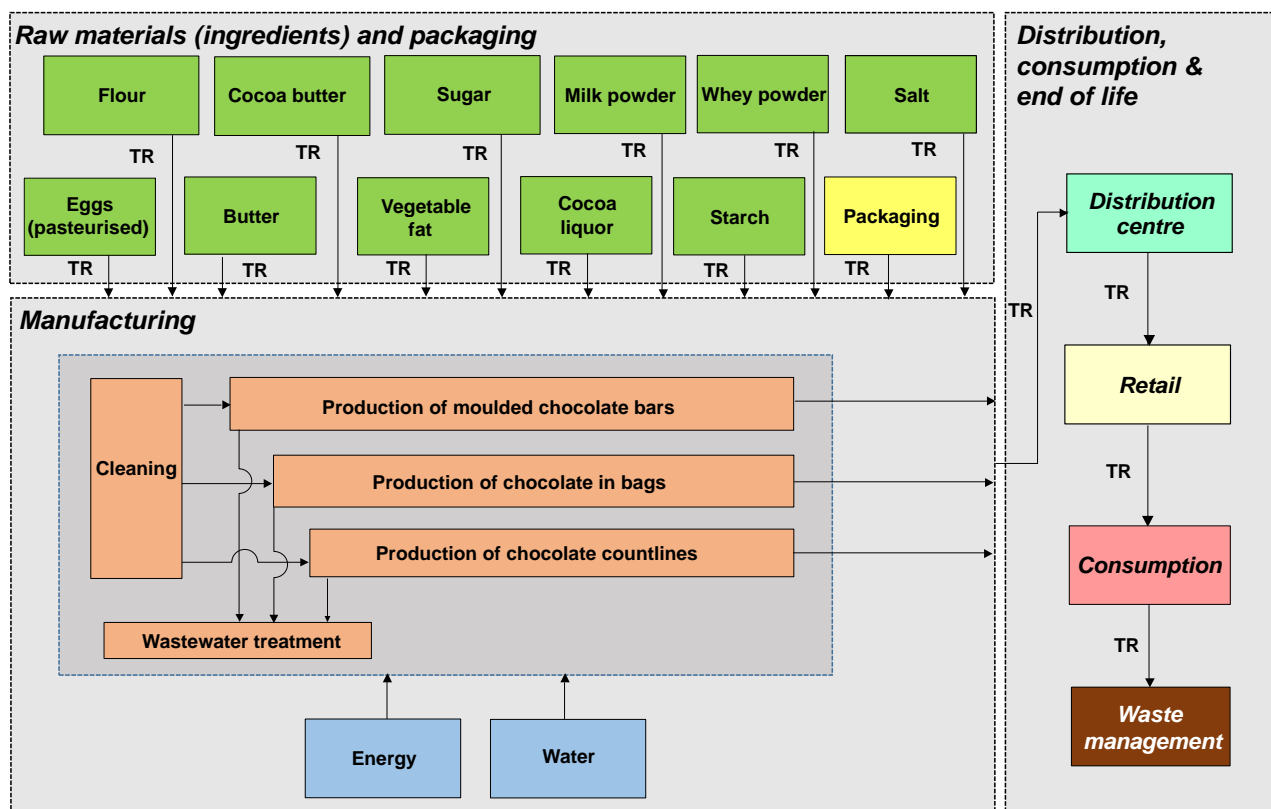 Raw materials (ingredients) and packaging
Flour
Cocoa butter
Sugar
Milk powder
Whey powder
Salt
TR
TR
TR
TR
TR
TR
Eggs
(pasteurised)
Butter
Vegetable
fat
Cocoa
liquor
Starch
Packaging
TR
TR
TR
TR
TR
TR
Manufacturing
Cleaning
Production of moulded chocolate bars
Production of chocolate in bags
Production of chocolate countlines
Wastewater treatment
Energy
Water
TR
Distribution,
consumption &
end of life
Distribution
centre
TR
Retail
TR
Consumption
TR
Waste
management